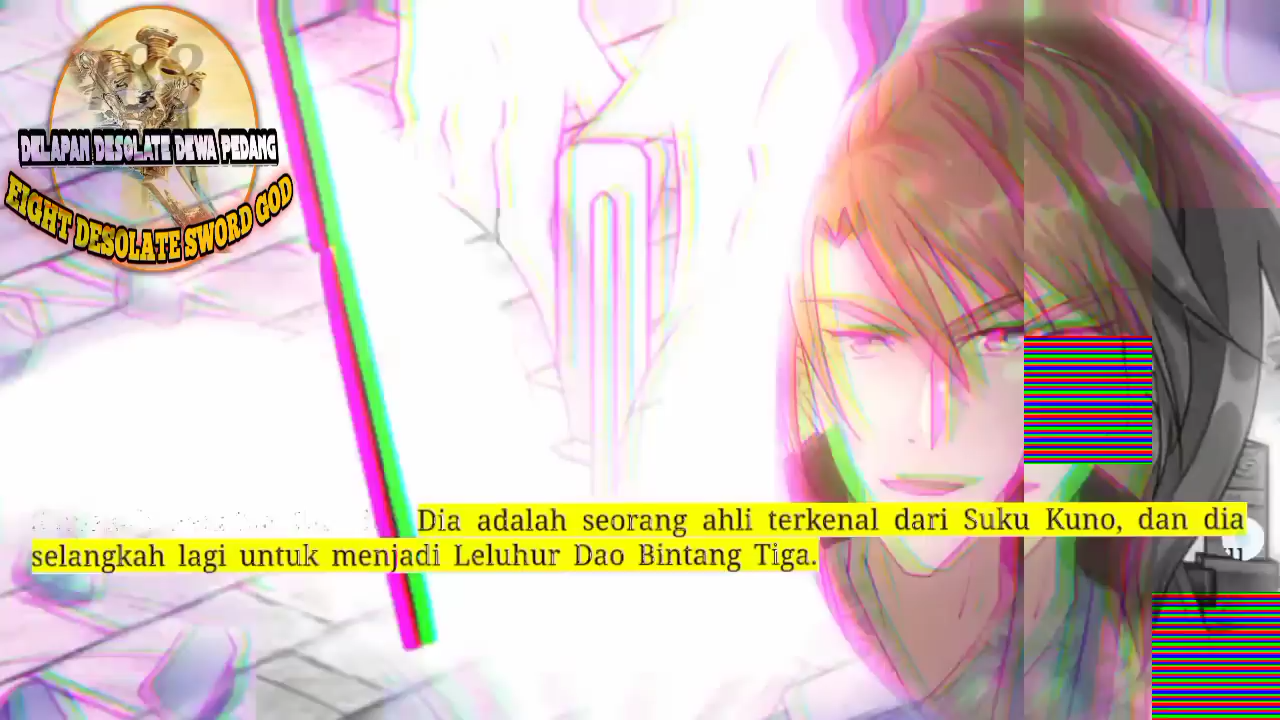 DELAPAN DESOLATE DEWA PEDANG
EIGHT DESOLATE SWORD GOD
Dia adalah seorang ahli terkenal dari Suku Kuno, dan dia
selangkah lagi untuk menjadi Leluhur Dao Bintang Tiga.